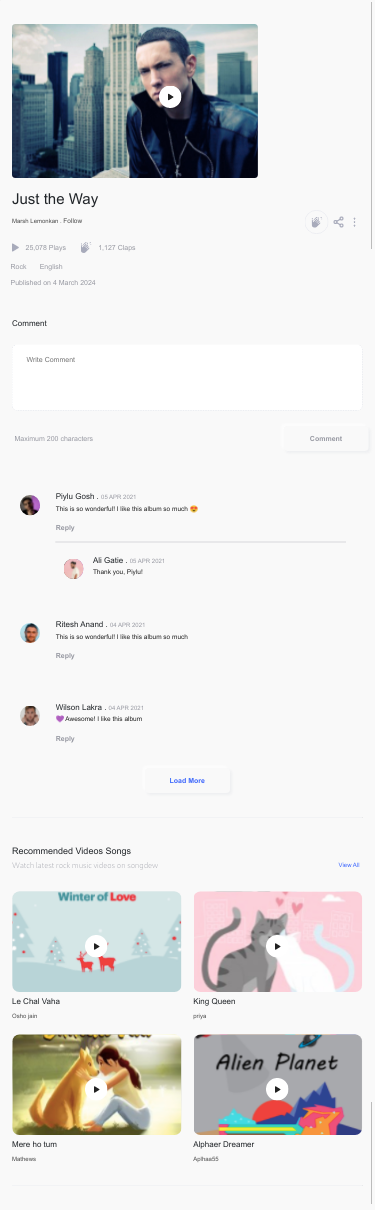 Just the Way
Marsh Lemonkan . Follow
25,078 Plays 1,127 Claps
Rock English
Published on 4 March 2024
Comment
Write Comment
Maximum 200 characters
Comment
Piylu Gosh . 05 APR 2021
This is so wonderful! I like this album so much 😍
Reply
Ali Gatie . 05 APR 2021
Thank you, Piylu!
Ritesh Anand . 04 APR 2021
This is so wonderful! I like this album so much
Reply
Wilson Lakra . 04 APR 2021
💜 Awesome! I like this album
Reply
Load More
Recommended Videos Songs
Watch latest rock music videos on songdew
View All
Winter of Love
Le Chal Vaha
Osho jain
King Queen
priya
Mere ho tum
Mathews
Alien Planet
Alphaer Dreamer
Aplhas55